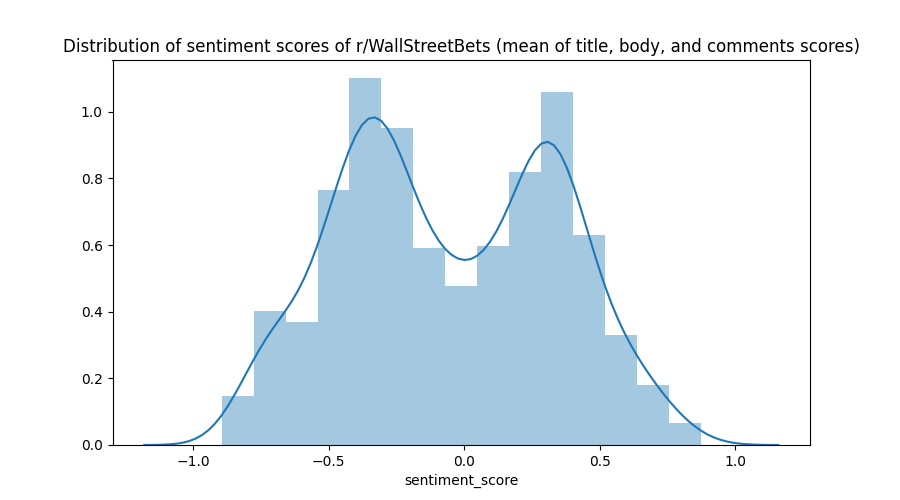 Distribution of sentiment scores of r/WallStreetBets (mean of title, body, and comments scores)
1.0
0.8
0.6
0.4
0.2
0.0
−1.0 −0.5 0.0 0.5 1.0
sentiment_score